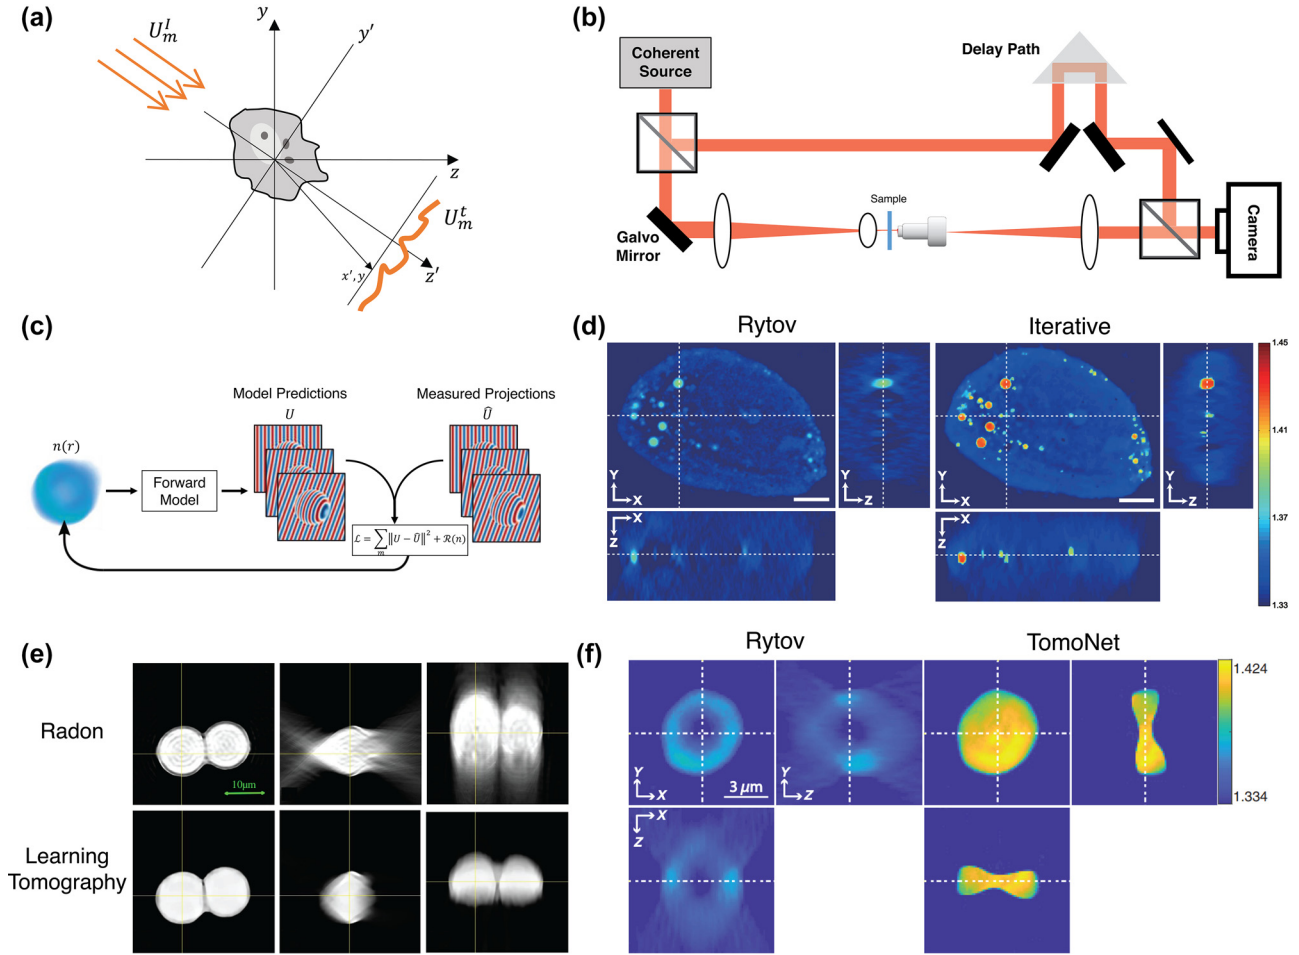 (a)
U_m^I
y
y'
z
U_m^t
x', y
z'
(b)
Coherent
Source
Delay Path
Galvo
Mirror
Sample
Camera
(c)
n(r)
Forward
Model
Model Predictions
U
Measured Projections
Û
ℒ = ∑_m ‖U − Û‖² + ℛ(n)
(d)
Rytov
Iterative
Y
X
Z
Y
X
Z
X
Z
X
Z
1.45
1.41
1.37
1.33
(e)
Radon
10μm
Learning
Tomography
(f)
Rytov
TomoNet
Y
X
3 μm
Y
Z
X
Z
1.424
1.334